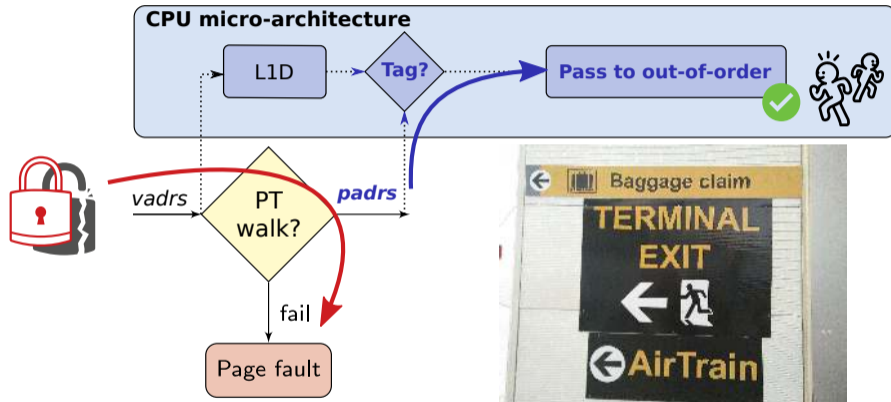 CPU micro-architecture
L1D
Tag?
Pass to out-of-order
vadrs
PT
walk?
padrs
fail
Page fault
Baggage claim
TERMINAL
EXIT
AirTrain